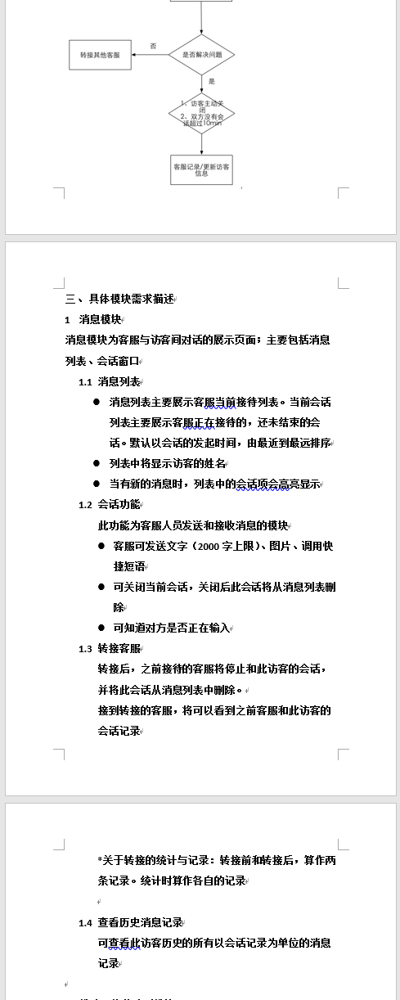 否
转接其他客服
是否解决问题
是
1、访客主动关
闭
2、双方没有会
话超过10min
客服记录/更新访客
信息
三、具体模块需求描述
1 消息模块
消息模块为客服与访客间对话的展示页面；主要包括消息
列表、会话窗口
1.1 消息列表
● 消息列表主要展示客服当前接待列表。当前会话
列表主要展示客服正在接待的，还未结束的会
话。默认以会话的发起时间，由最近到最远排序
● 列表中将显示访客的姓名
● 当有新的消息时，列表中的会话项会高亮显示
1.2 会话功能
此功能为客服人员发送和接收消息的模块
● 客服可发送文字（2000 字上限）、图片、调用快
捷短语
● 可关闭当前会话，关闭后此会话将从消息列表删
除
● 可知道对方是否正在输入
1.3 转接客服
转接后，之前接待的客服将停止和此访客的会话，
并将此会话从消息列表中删除。
接到转接的客服，将可以看到之前客服和此访客的
会话记录
*关于转接的统计与记录：转接前和转接后，算作两
条记录。统计时算作各自的记录
1.4 查看历史消息记录
可查看此访客历史的所有以会话记录为单位的消息
记录